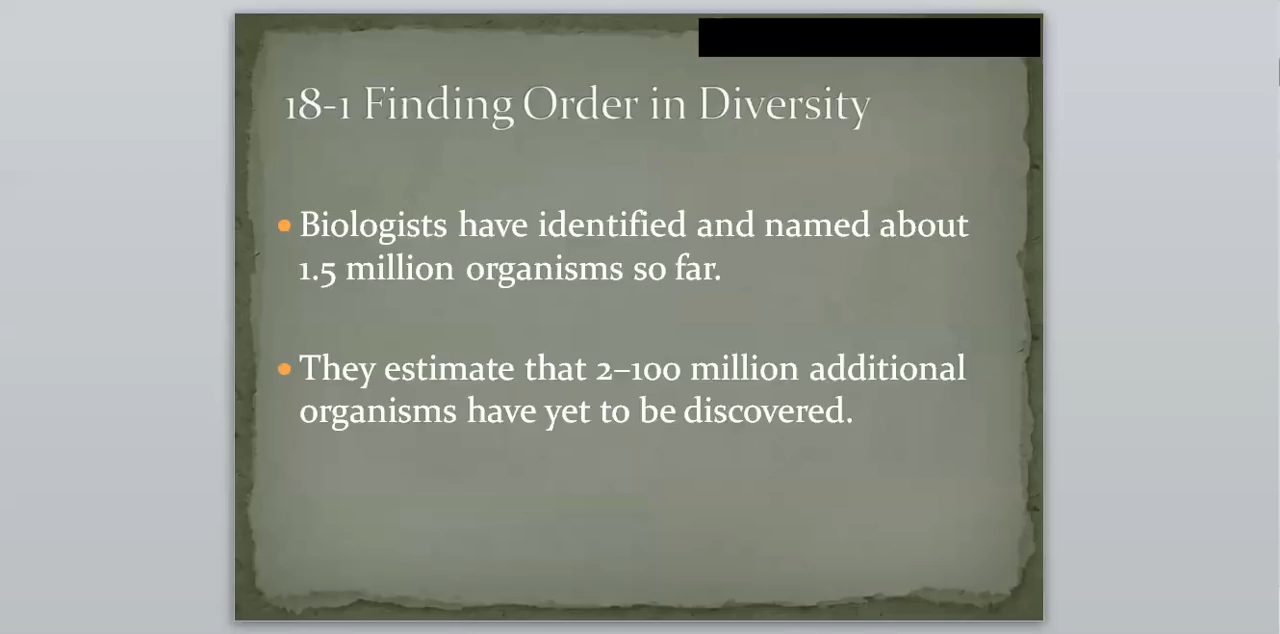 18-1 Finding Order in Diversity
• Biologists have identified and named about
1.5 million organisms so far.
• They estimate that 2–100 million additional
organisms have yet to be discovered.